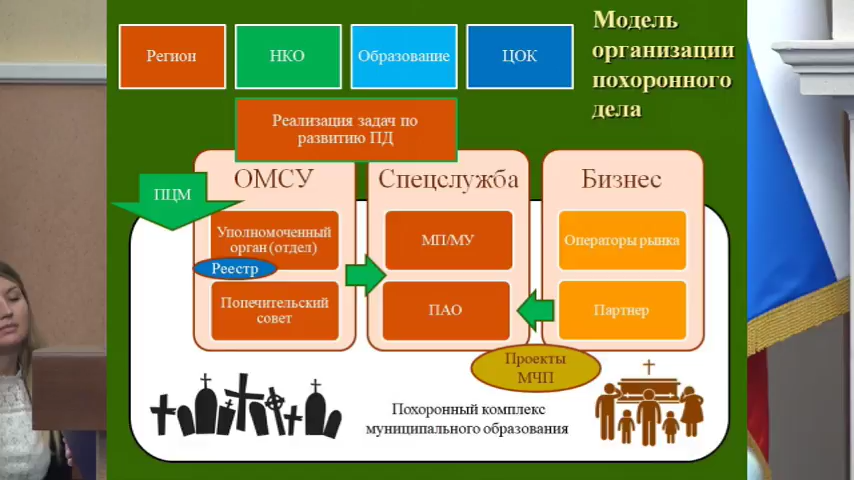 Модель
организации
похоронного
дела
Регион
НКО
Образование
ЦОК
Реализация задач по
развитию ПД
ПЦМ
ОМСУ
Спецслужба
Бизнес
Уполномоченный
орган (отдел)
Реестр
Попечительский
совет
МП/МУ
ПАО
Операторы рынка
Партнер
Проекты
МЧП
Похоронный комплекс
муниципального образования